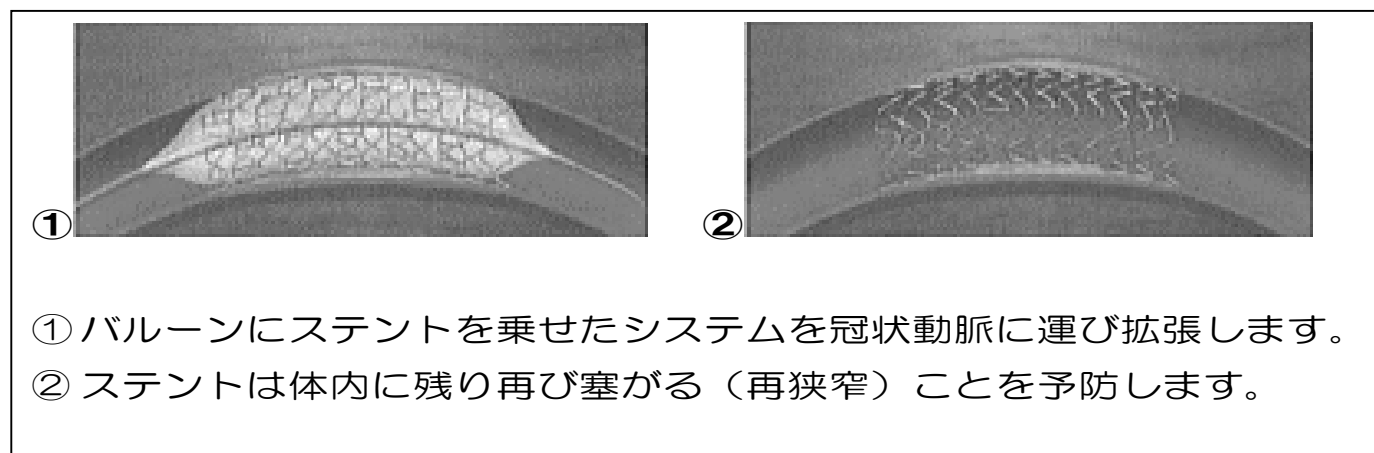 ① ②
① バルーンにステントを乗せたシステムを冠状動脈に運び拡張します。
② ステントは体内に残り再び塞がる（再狭窄）ことを予防します。